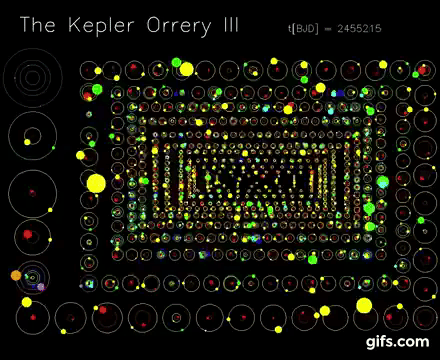 The Kepler Orrery III
t[BJD] = 2455215
gifs.com